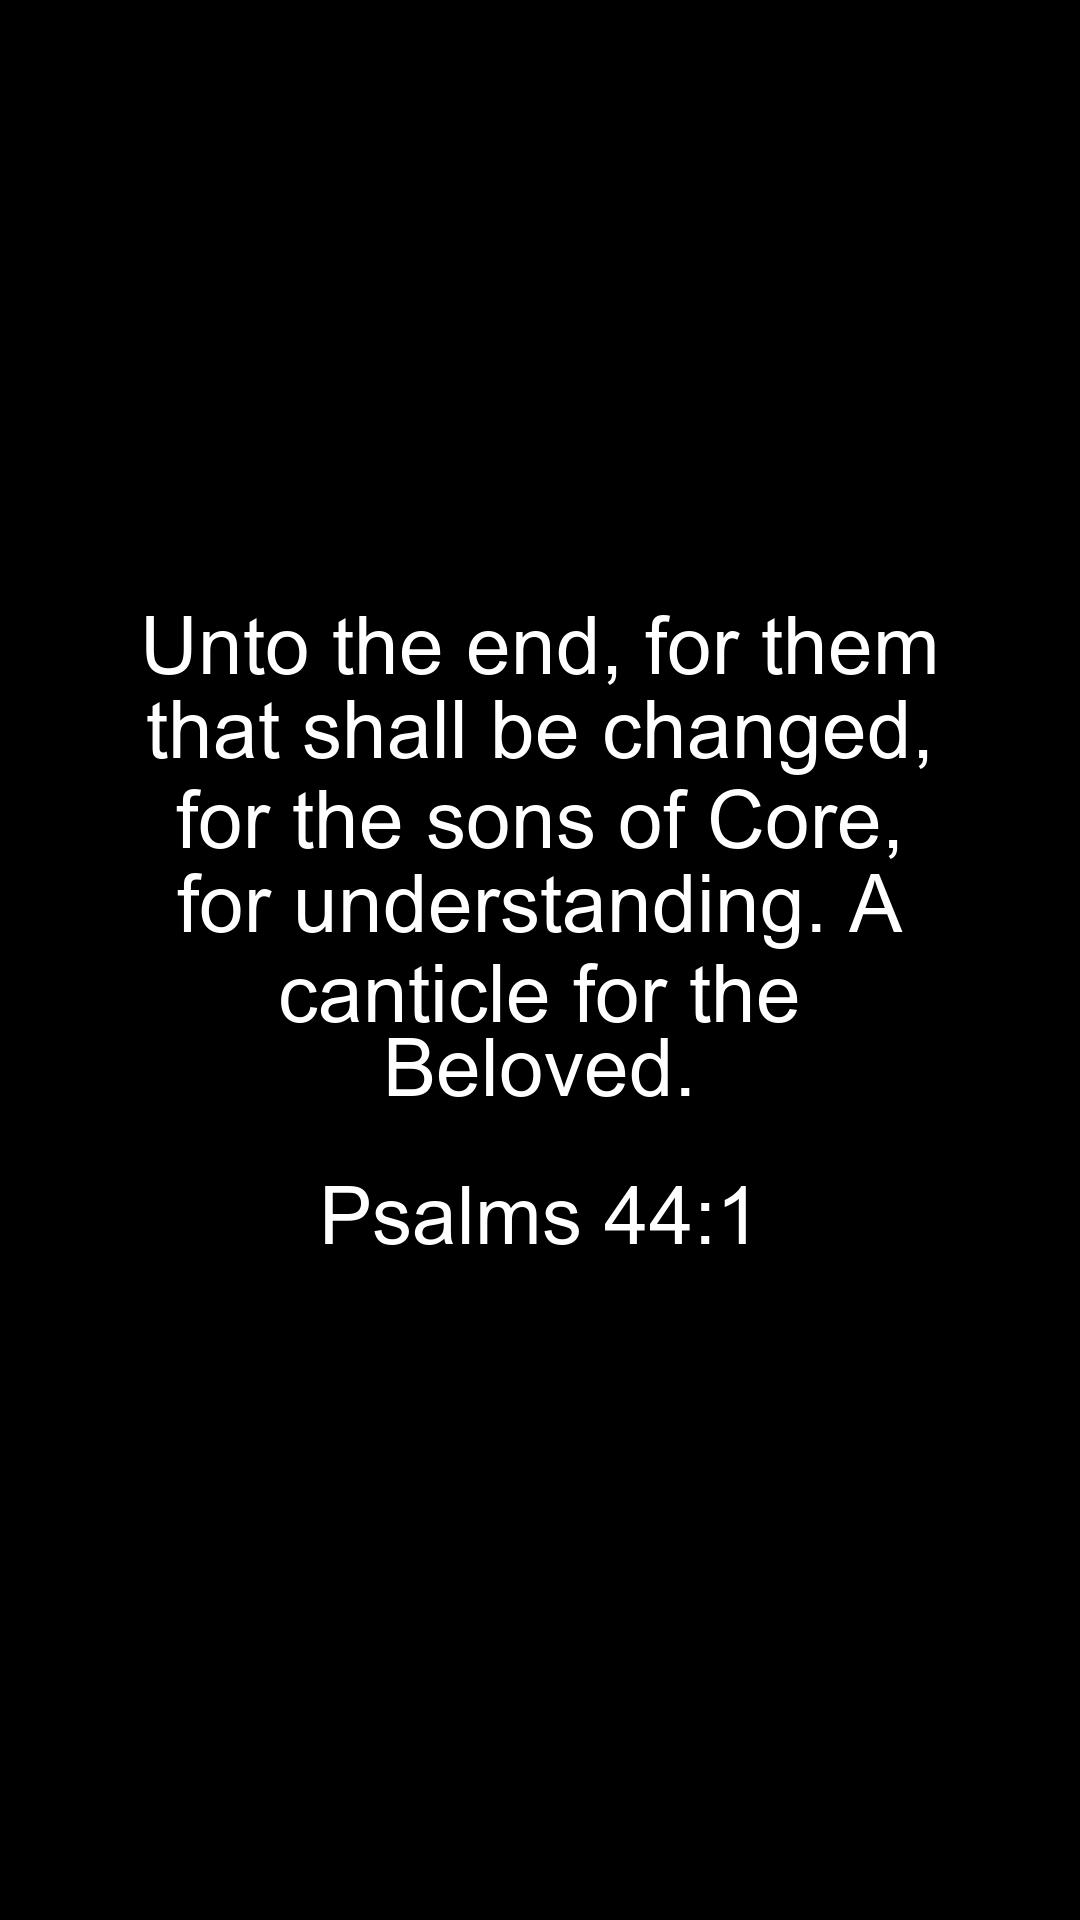 Unto the end, for them
that shall be changed,
for the sons of Core,
for understanding. A
canticle for the
Beloved.
Psalms 44:1